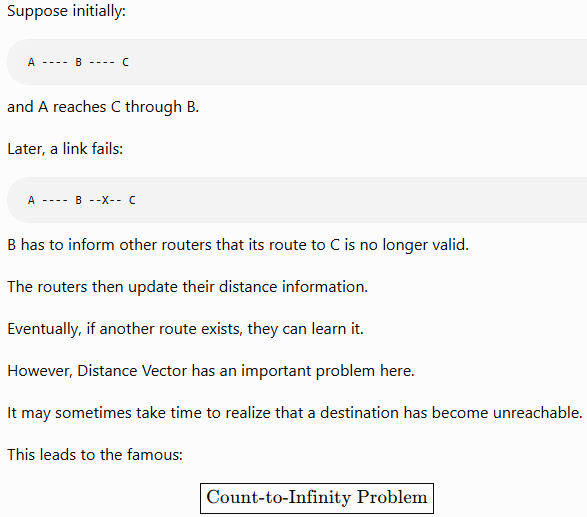 Suppose initially:
A ---- B ---- C
and A reaches C through B.
Later, a link fails:
A ---- B --X-- C
B has to inform other routers that its route to C is no longer valid.
The routers then update their distance information.
Eventually, if another route exists, they can learn it.
However, Distance Vector has an important problem here.
It may sometimes take time to realize that a destination has become unreachable.
This leads to the famous:
Count-to-Infinity Problem